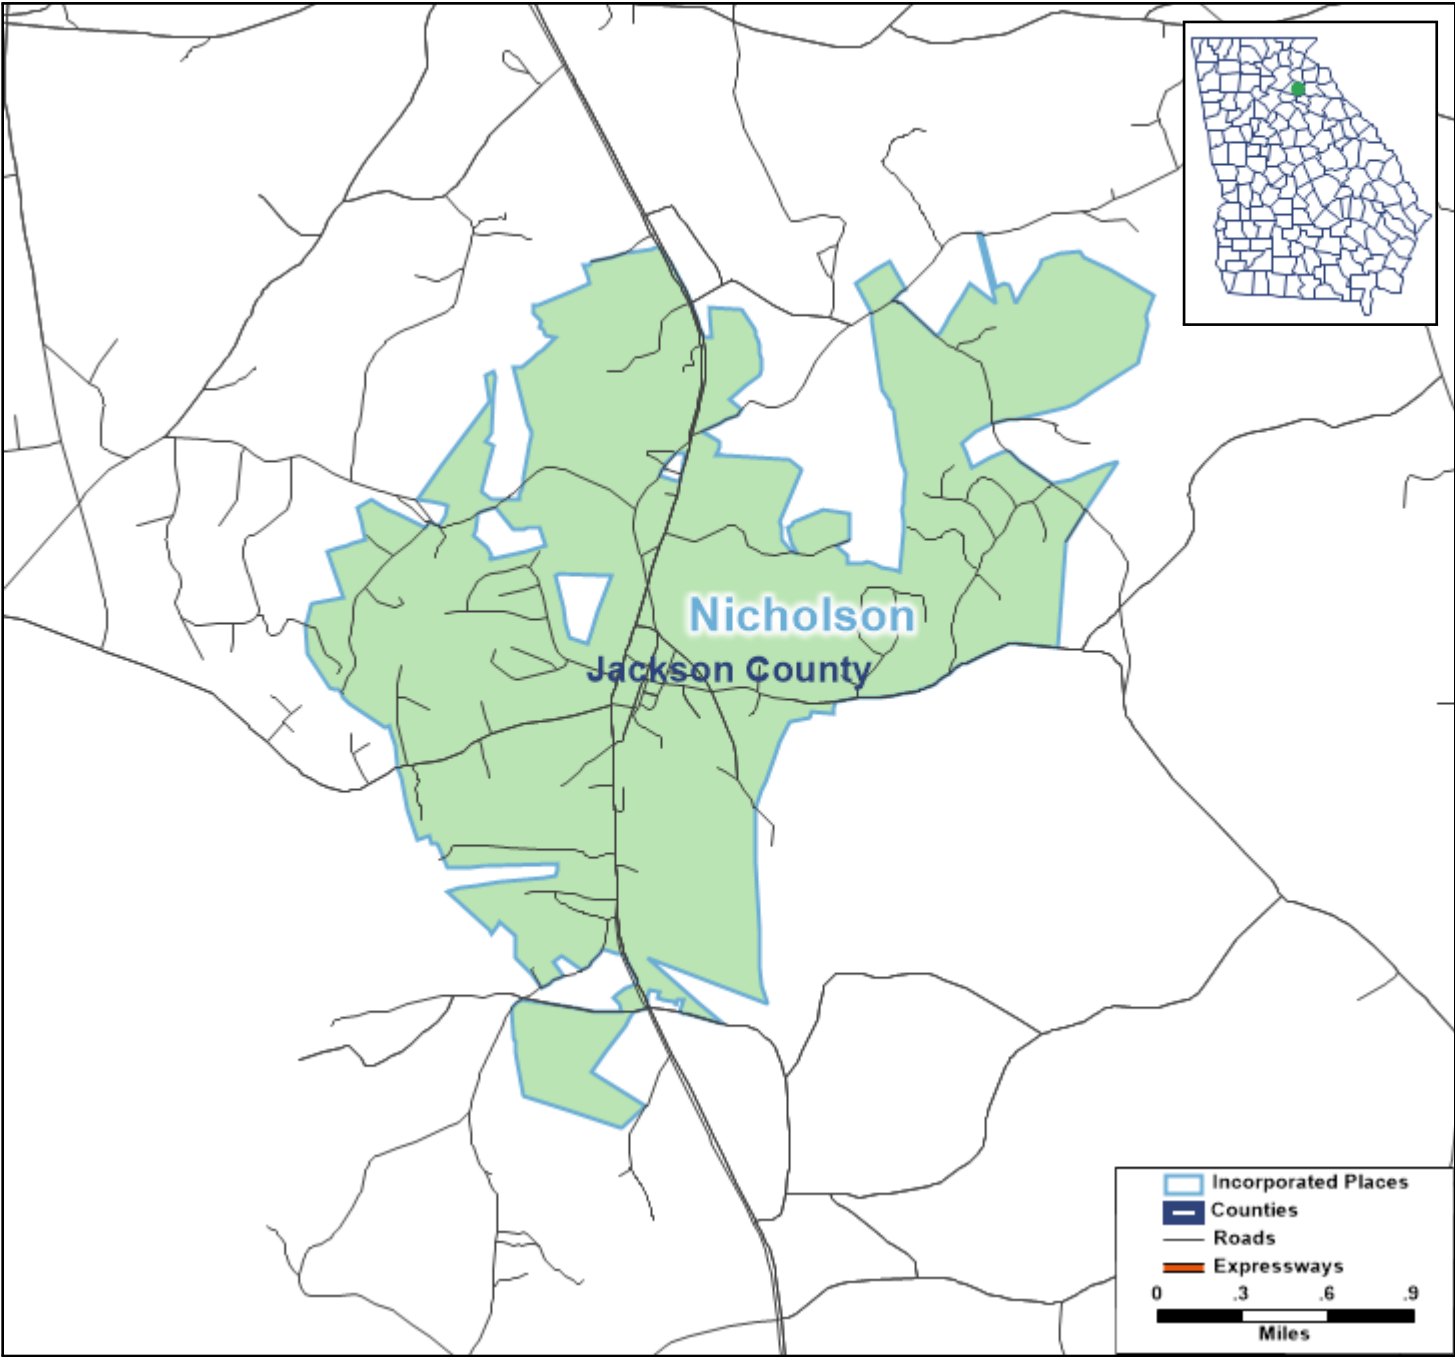 Nicholson
Jackson County
Incorporated Places
Counties
Roads
Expressways
0 .3 .6 .9
Miles